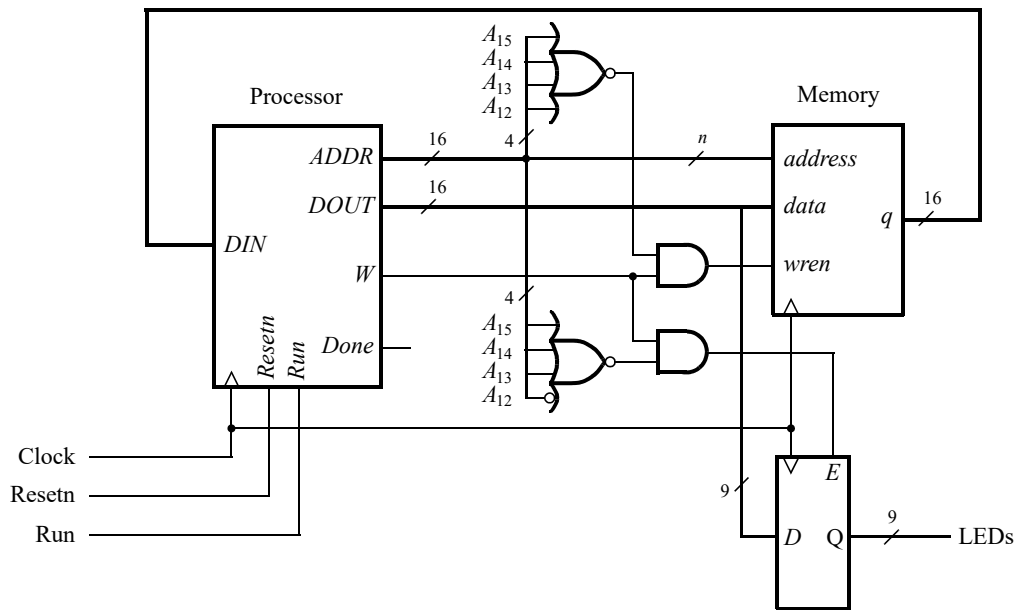 A15
A14
A13
A12
Processor
Memory
16
4
n
ADDR
address
16
DOUT
data
16
q
DIN
W
wren
4
A15
A14
A13
A12
Done
Resetn
Run
Clock
Resetn
Run
E
9
9
D
Q
LEDs